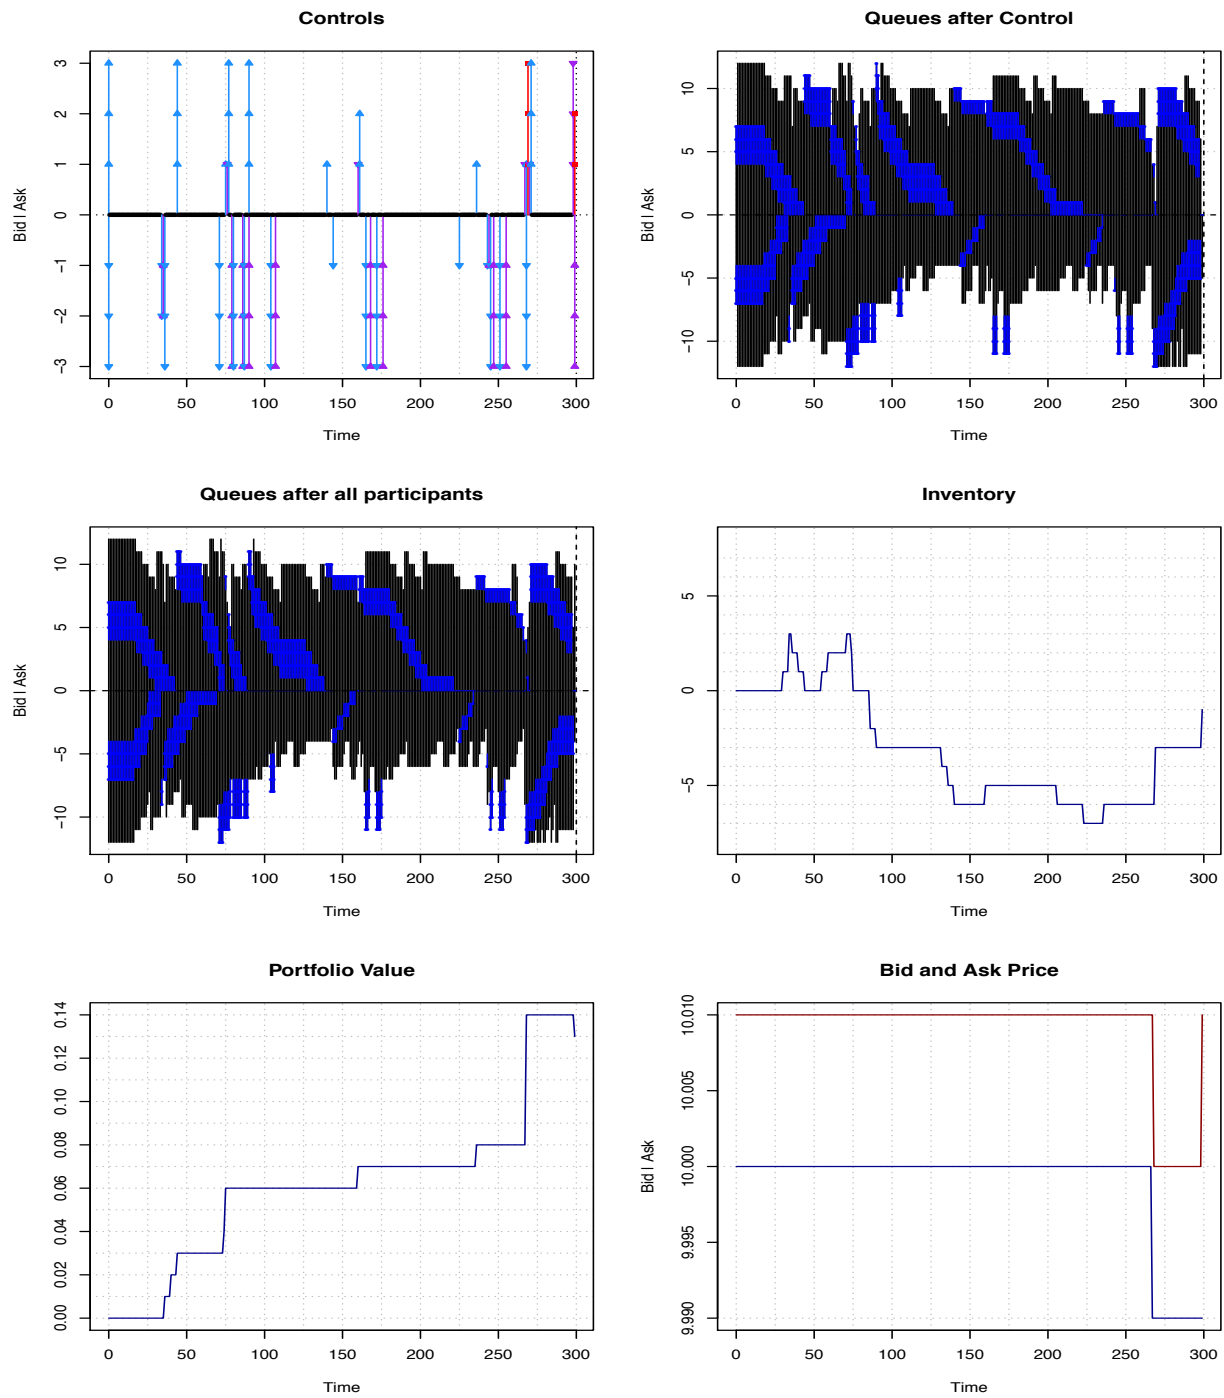 Controls
Bid | Ask
3
2
1
0
−1
−2
−3
0 50 100 150 200 250 300
Time
Queues after Control
Bid | Ask
10
5
0
−5
−10
0 50 100 150 200 250 300
Time
Queues after all participants
Bid | Ask
10
5
0
−5
−10
0 50 100 150 200 250 300
Time
Inventory
5
0
−5
0 50 100 150 200 250 300
Time
Portfolio Value
0.14
0.12
0.10
0.08
0.06
0.04
0.02
0.00
0 50 100 150 200 250 300
Time
Bid and Ask Price
Bid | Ask
10.010
10.005
10.000
9.995
9.990
0 50 100 150 200 250 300
Time